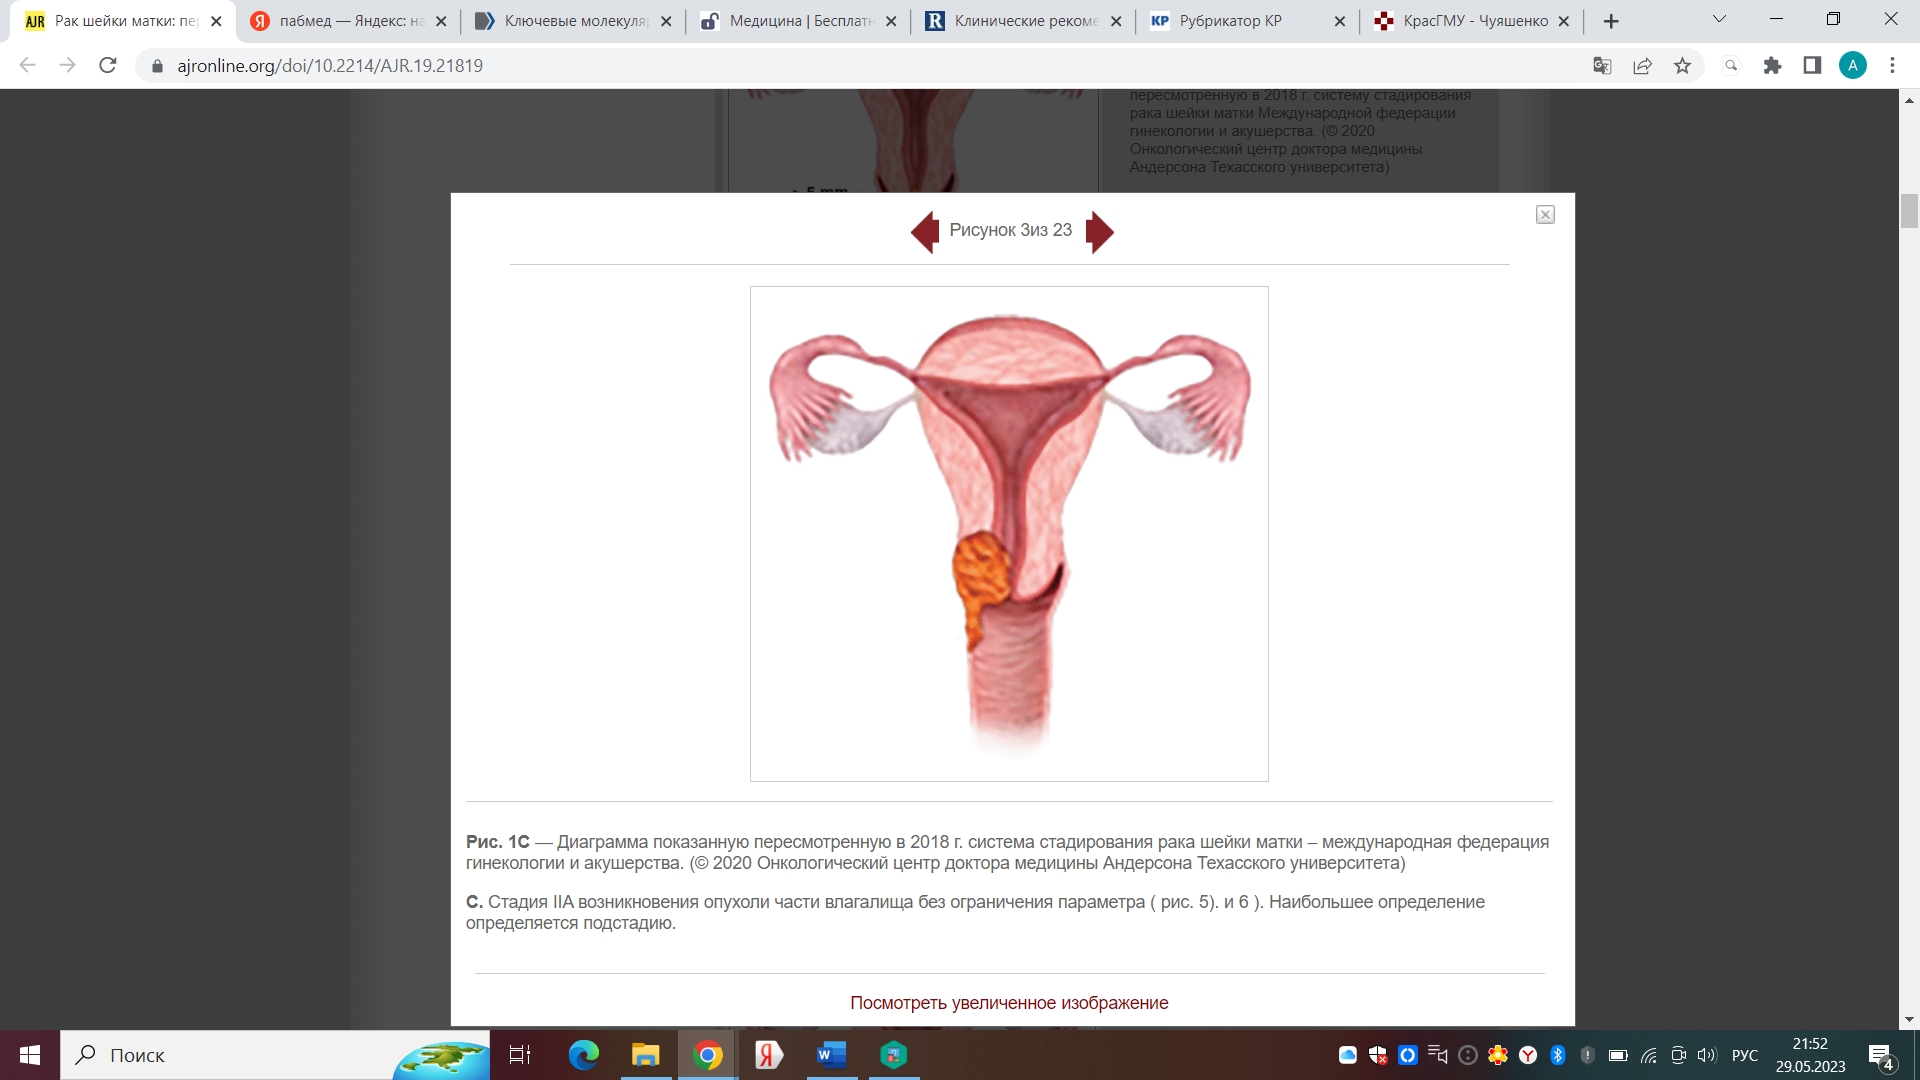 AJR Рак шейки матки: пе
Я пабмед — Яндекс: на
Ключевые молекуля
Медицина | Бесплатн
R Клинические рекоме
КР Рубрикатор КР
КрасГМУ - Чуяшенко
ajronline.org/doi/10.2214/AJR.19.21819
A
пересмотренную в 2018 г. систему стадирования
рака шейки матки Международной федерации
гинекологии и акушерства. (© 2020
Онкологический центр доктора медицины
Андерсона Техасского университета)
Рисунок 3из 23
Рис. 1С — Диаграмма показанную пересмотренную в 2018 г. система стадирования рака шейки матки – международная федерация
гинекологии и акушерства. (© 2020 Онкологический центр доктора медицины Андерсона Техасского университета)
С. Стадия IIA возникновения опухоли части влагалища без ограничения параметра ( рис. 5). и 6 ). Наибольшее определение
определяется подстадию.
Посмотреть увеличенное изображение
Поиск
РУС
21:52
29.05.2023
4